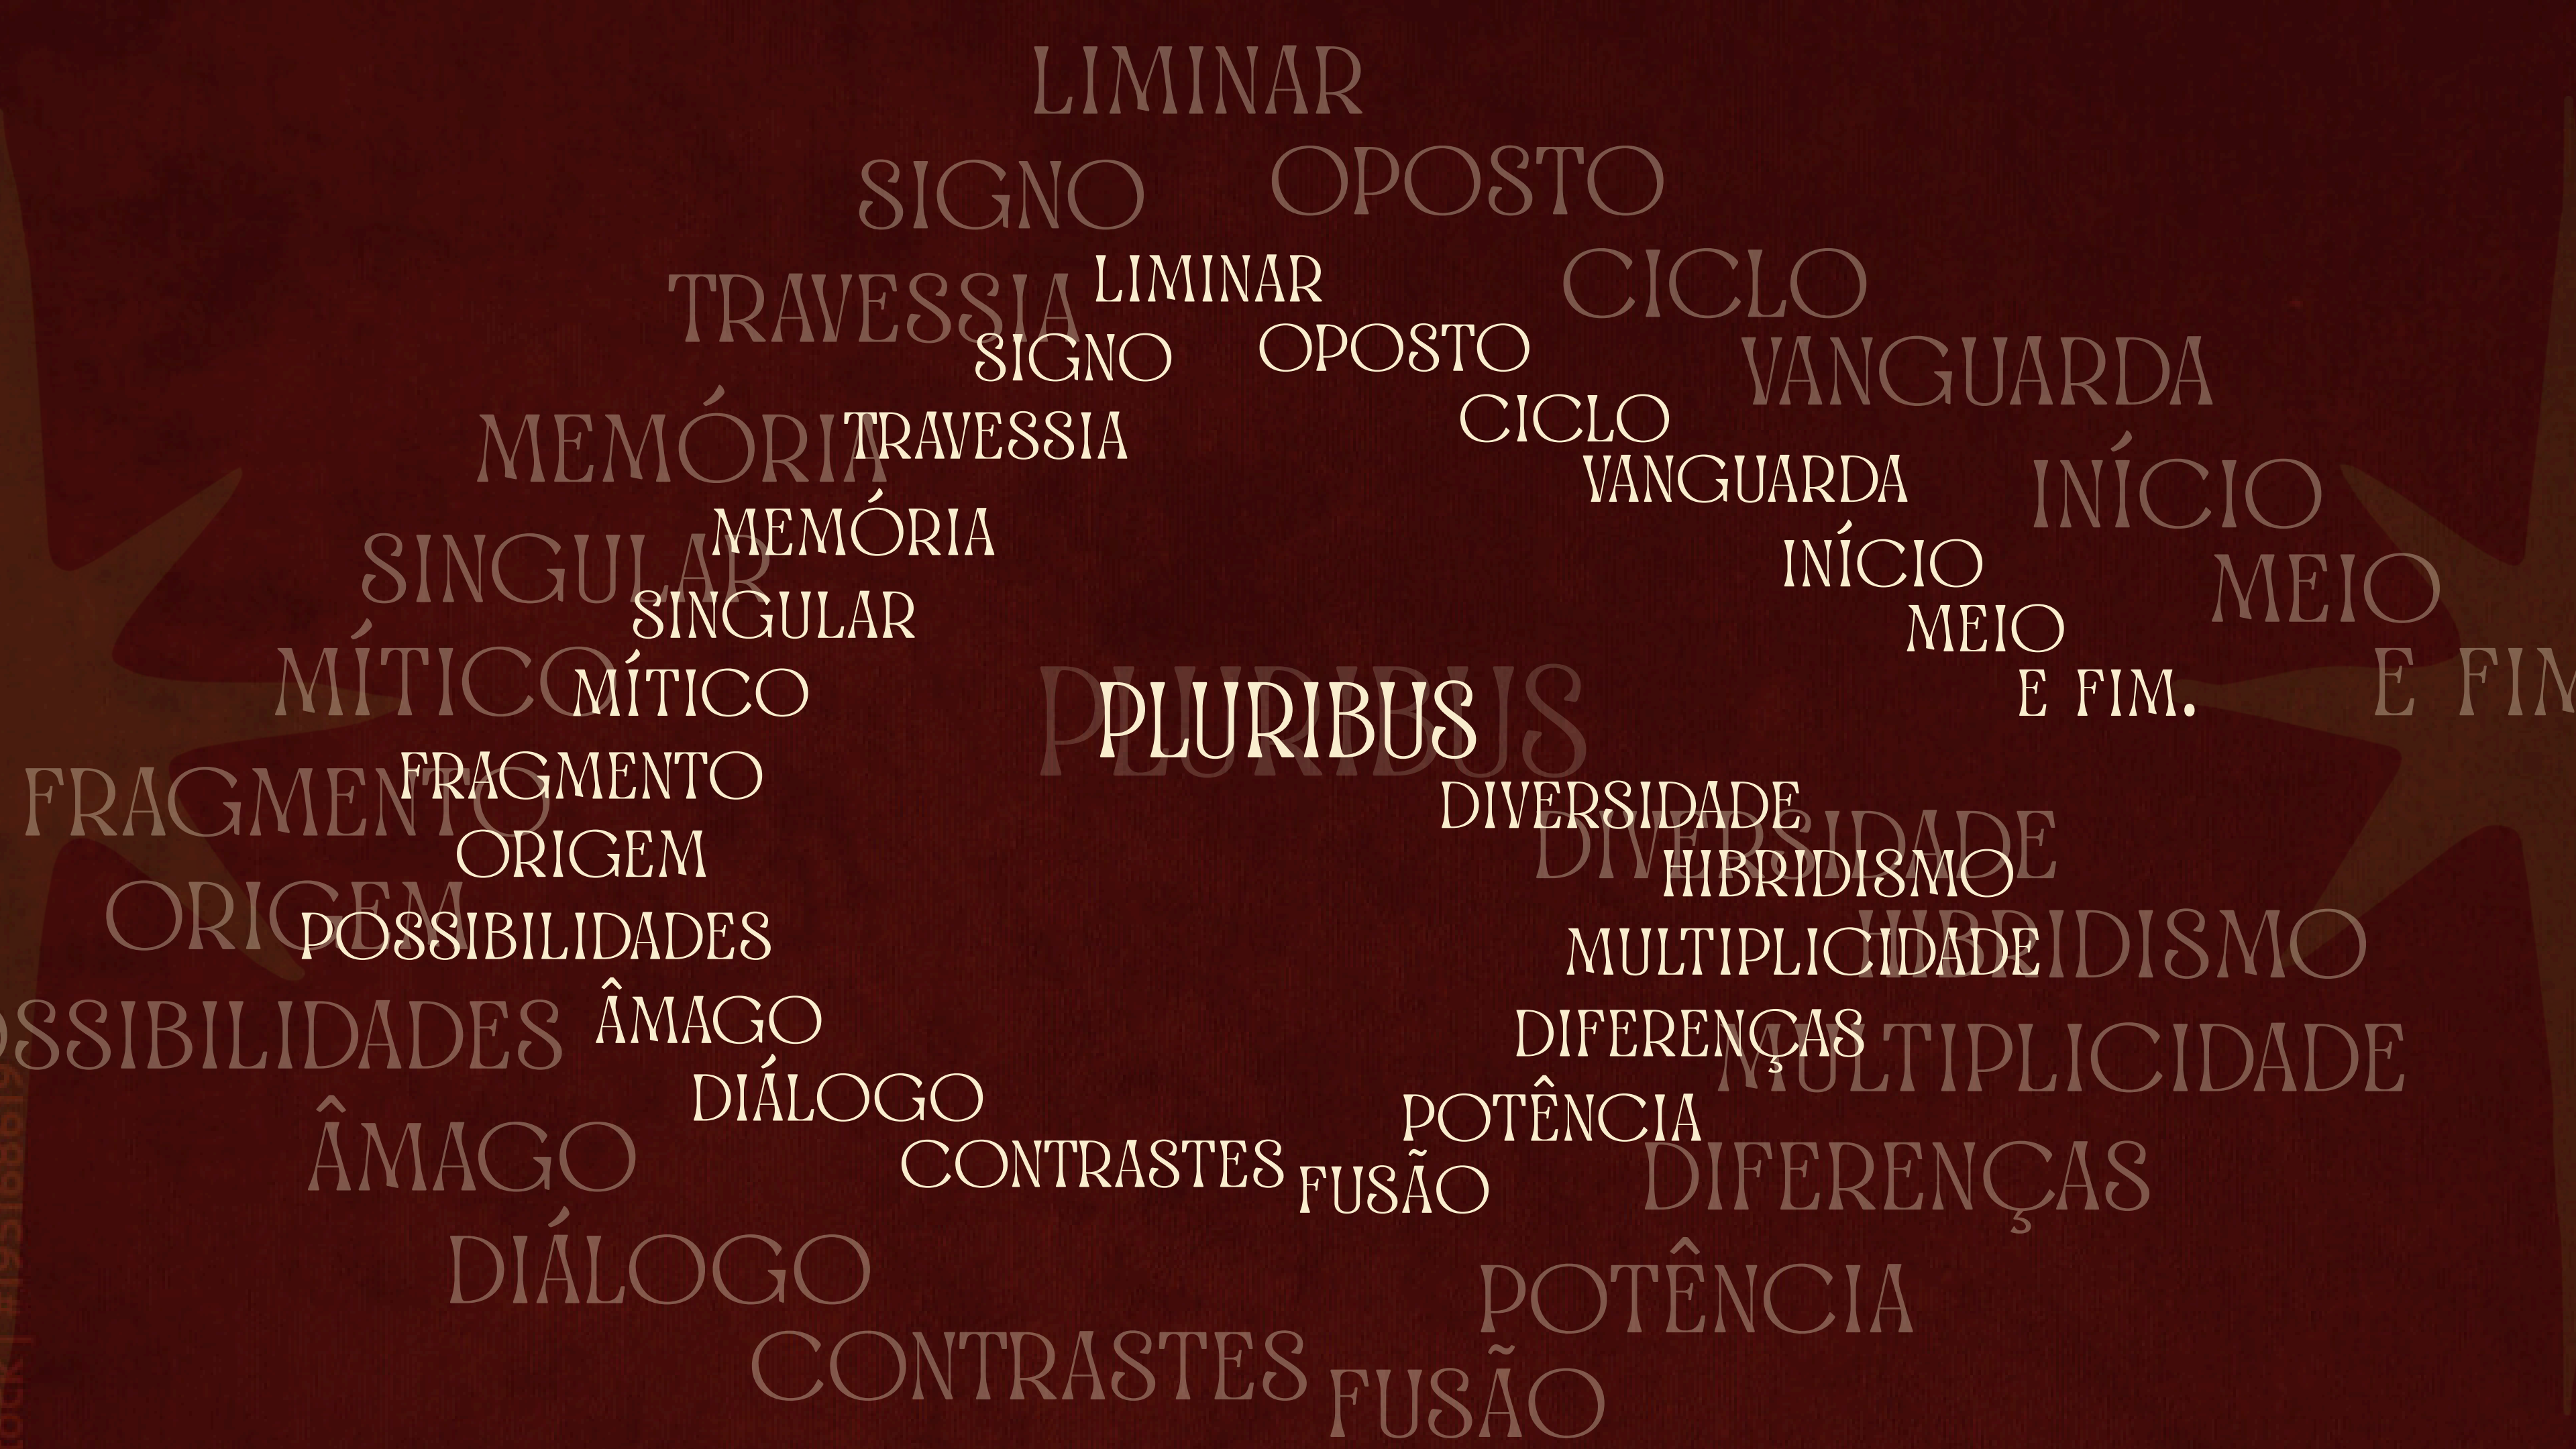 LIMINAR
SIGNO
OPOSTO
TRAVESSIA
CICLO
LIMINAR
SIGNO
OPOSTO
VANGUARDA
MEMÓRIA
TRAVESSIA
CICLO
VANGUARDA
INÍCIO
MEMÓRIA
SINGULAR
INÍCIO
MEIO
SINGULAR
MEIO
MÍTICO
MÍTICO
E FIM.
E FIM
PLURIBUS
PLURIBUS
FRAGMENTO
FRAGMENTO
DIVERSIDADE
DIVERSIDADE
ORIGEM
HIBRIDISMO
ORIGEM
POSSIBILIDADES
MULTIPLICIDADE
HIBRIDISMO
OSSIBILIDADES
ÂMAGO
DIFERENÇAS
MULTIPLICIDADE
DIÁLOGO
POTÊNCIA
ÂMAGO
CONTRASTES
FUSÃO
DIFERENÇAS
DIÁLOGO
POTÊNCIA
CONTRASTES
FUSÃO